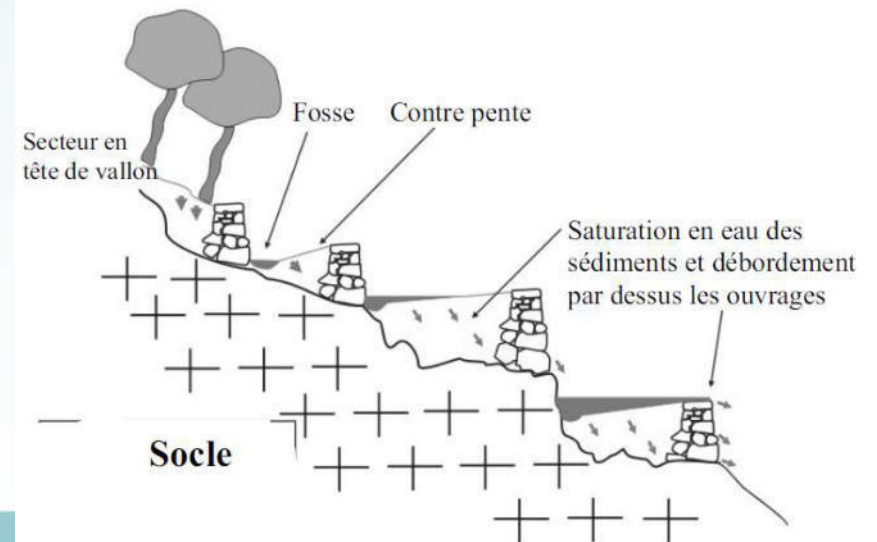 Fosse
Contre pente
Secteur en
tête de vallon
Saturation en eau des
sédiments et débordement
par dessus les ouvrages
Socle